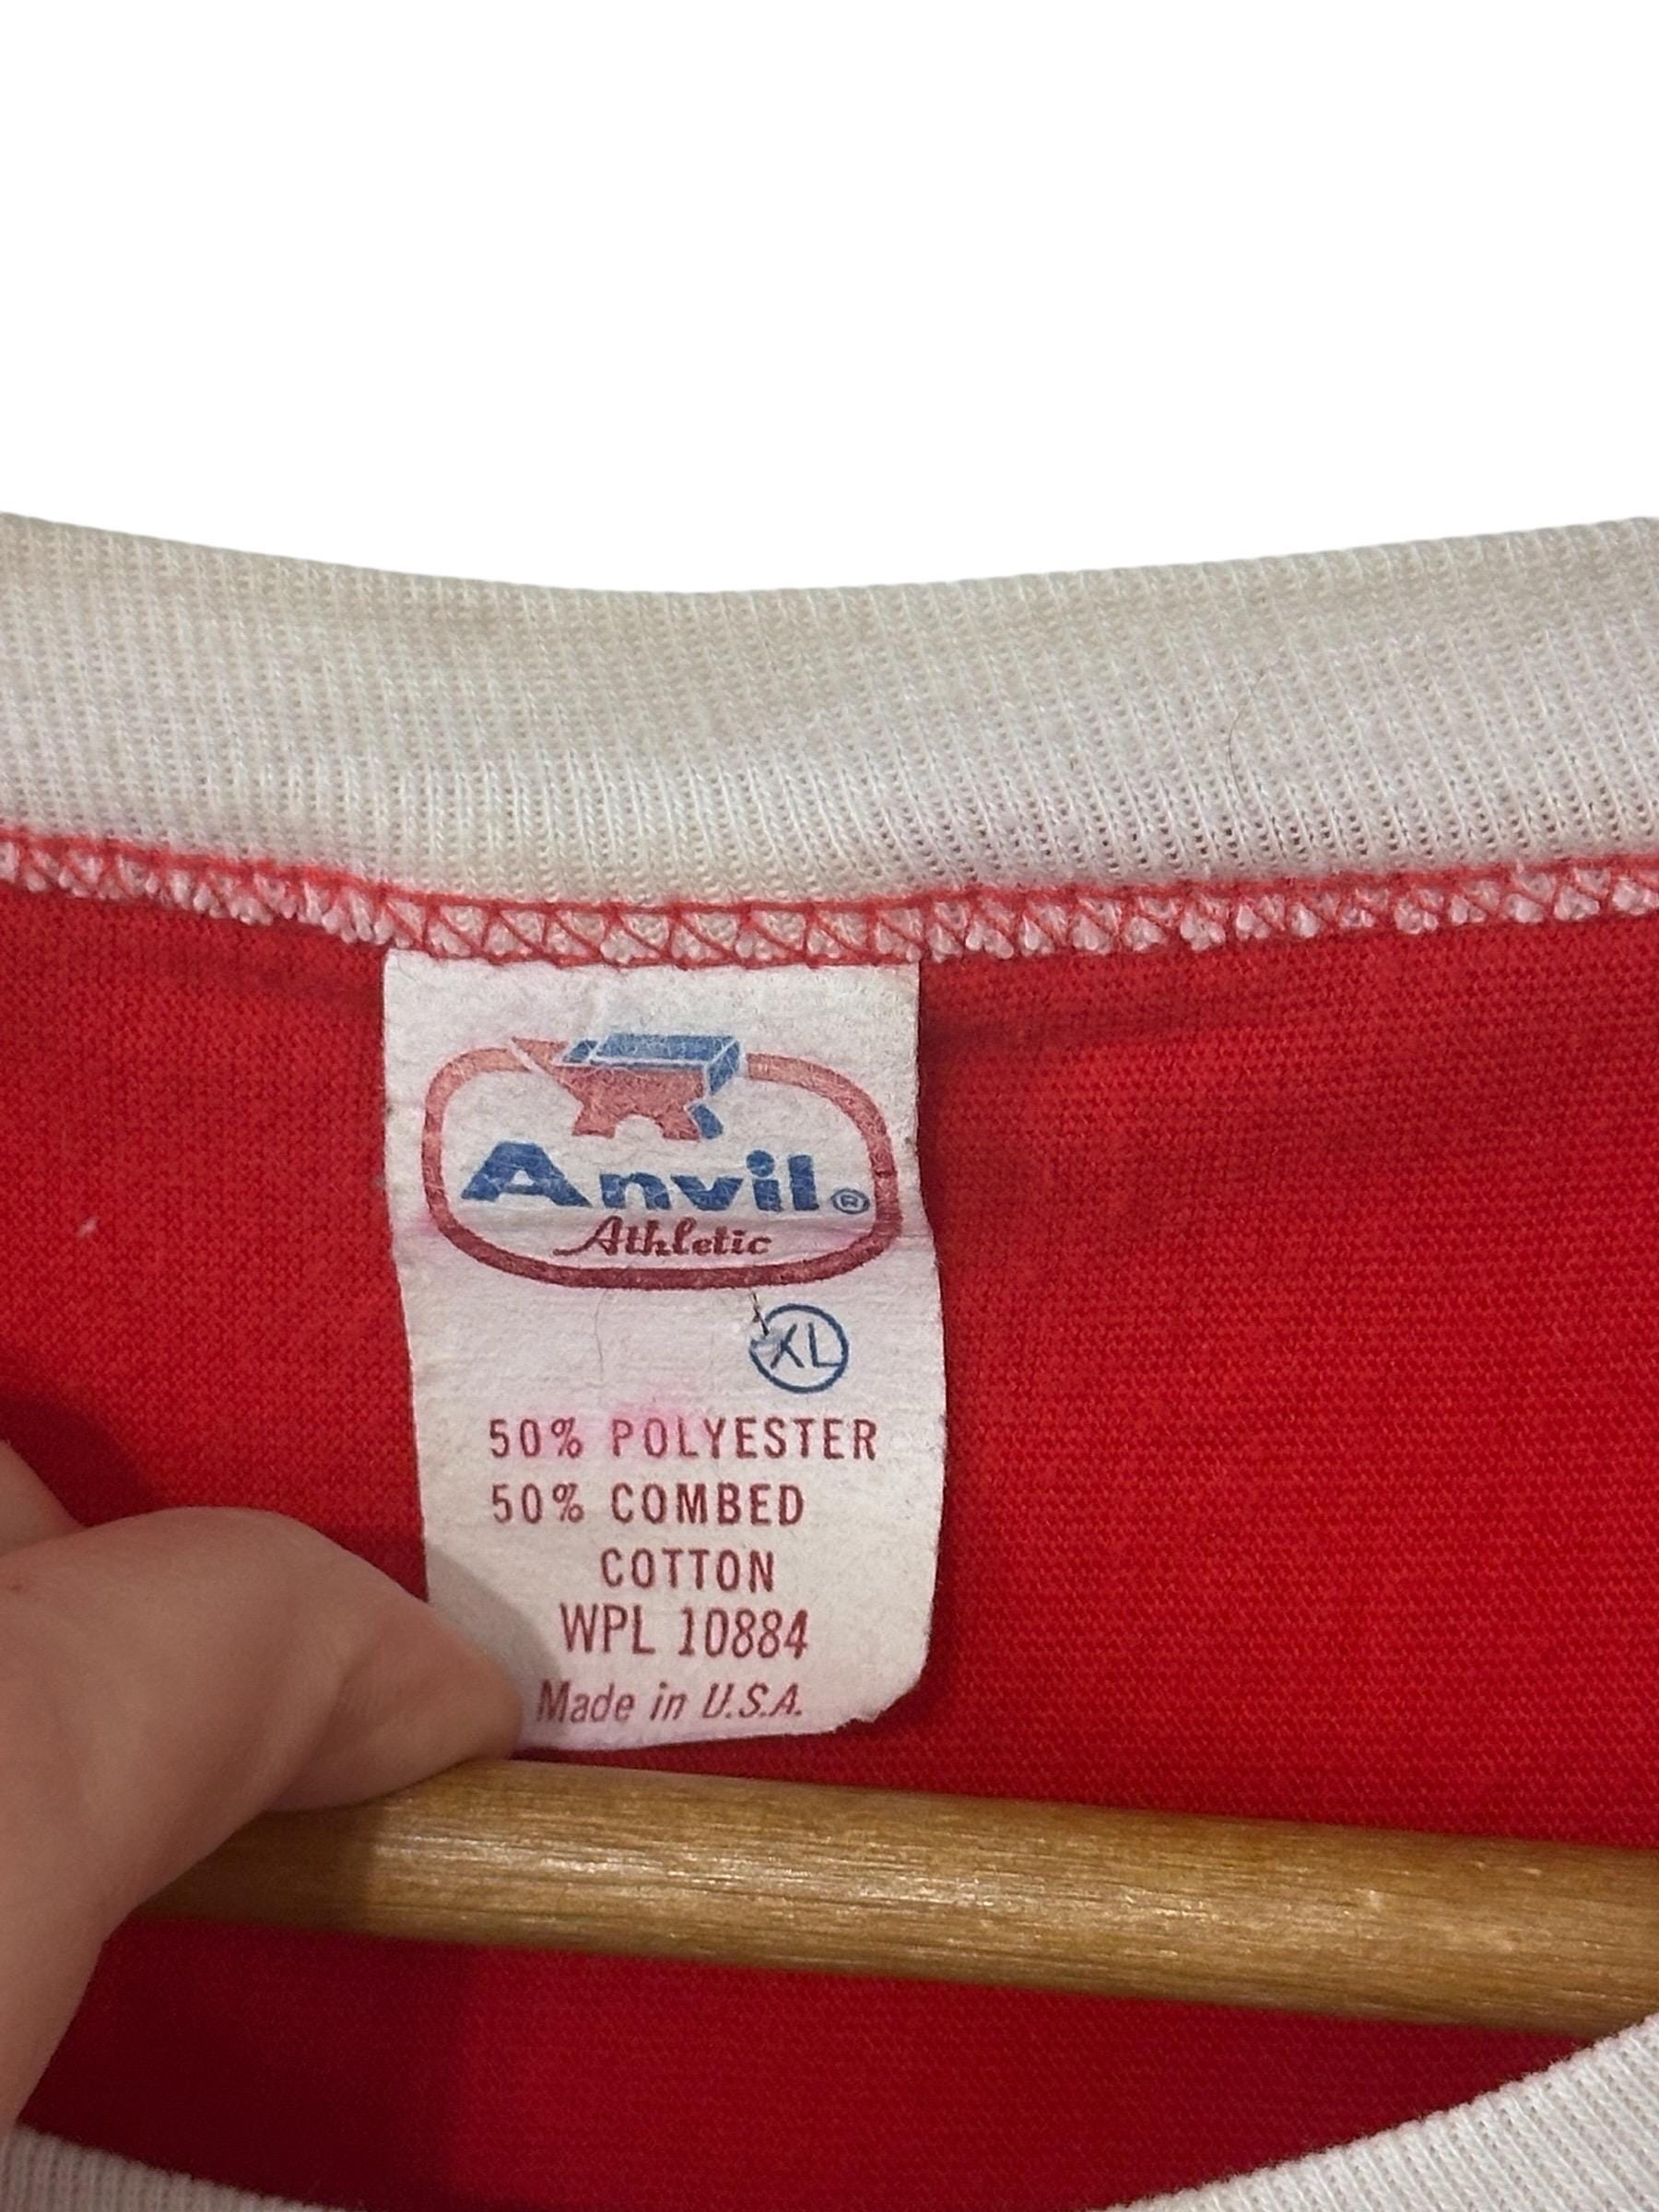 Anvil®
Athletic
XL
50% POLYESTER
50% COMBED
COTTON
WPL 10884
Made in U.S.A.